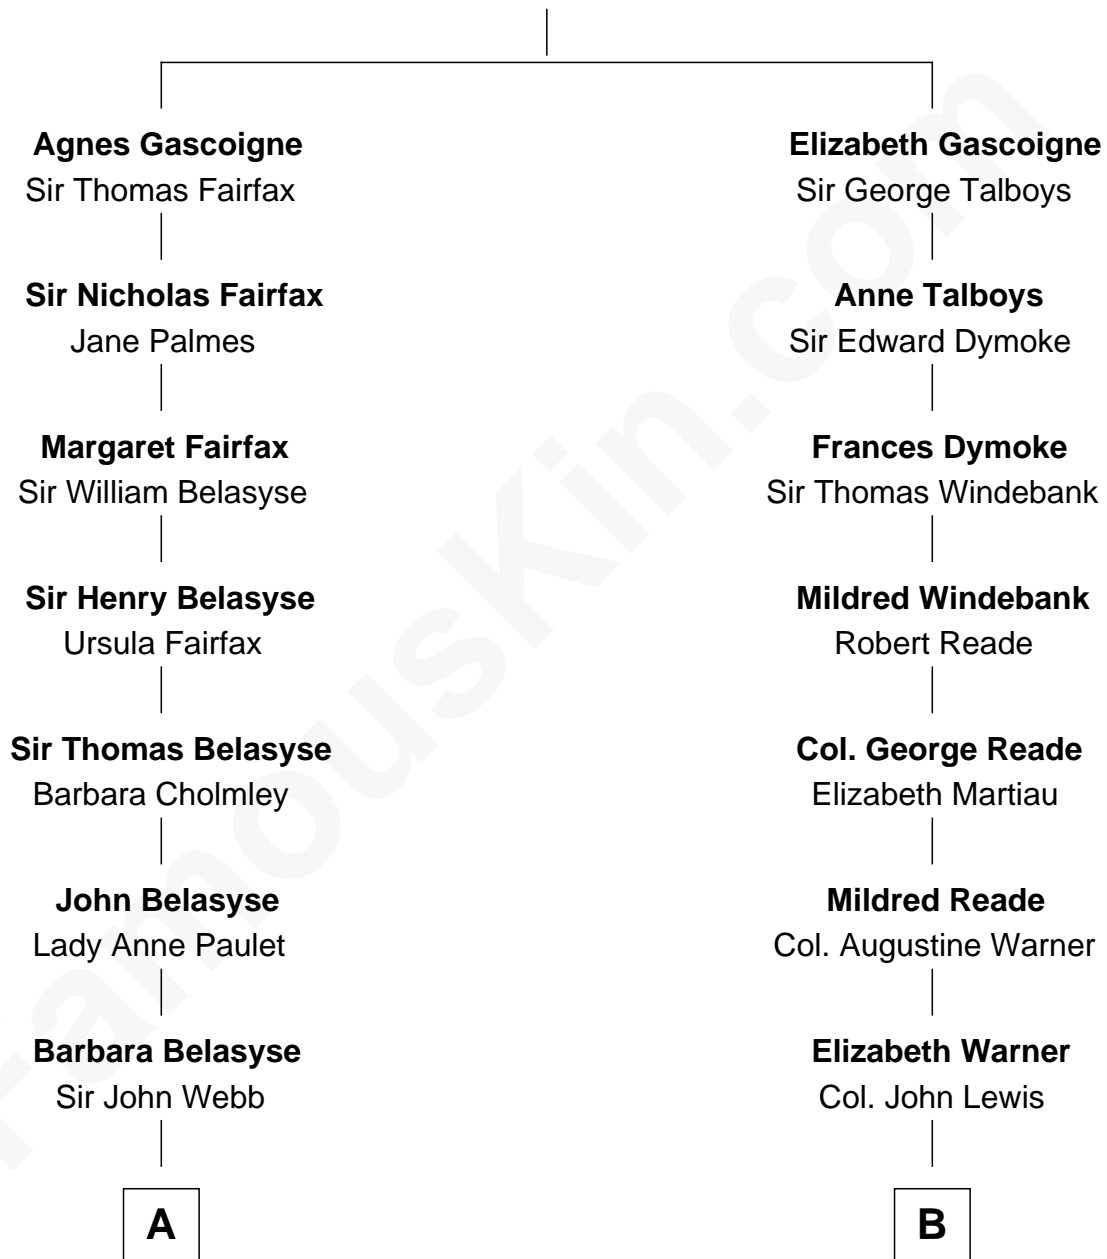 Agnes Gascoigne
Sir Thomas Fairfax
Sir Nicholas Fairfax
Jane Palmes
Margaret Fairfax
Sir William Belasyse
Sir Henry Belasyse
Ursula Fairfax
Sir Thomas Belasyse
Barbara Cholmley
John Belasyse
Lady Anne Paulet
Barbara Belasyse
Sir John Webb
A
Elizabeth Gascoigne
Sir George Talboys
Anne Talboys
Sir Edward Dymoke
Frances Dymoke
Sir Thomas Windebank
Mildred Windebank
Robert Reade
Col. George Reade
Elizabeth Martiau
Mildred Reade
Col. Augustine Warner
Elizabeth Warner
Col. John Lewis
B
FamousKin.com